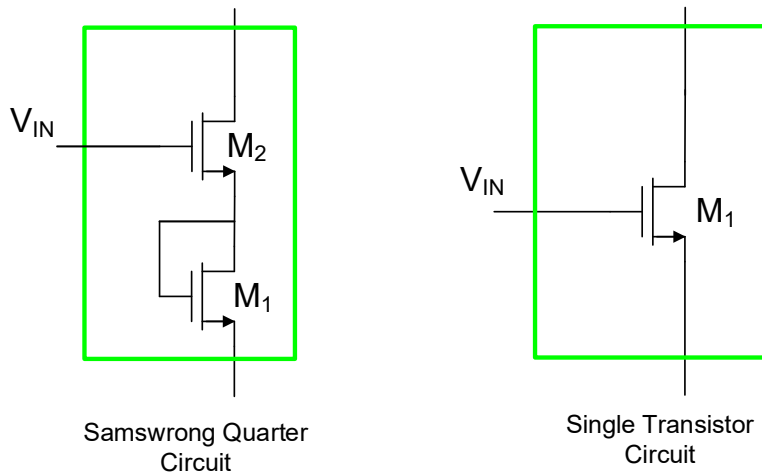 V_IN
M_2
M_1
Samswrong Quarter
Circuit
V_IN
M_1
Single Transistor
Circuit